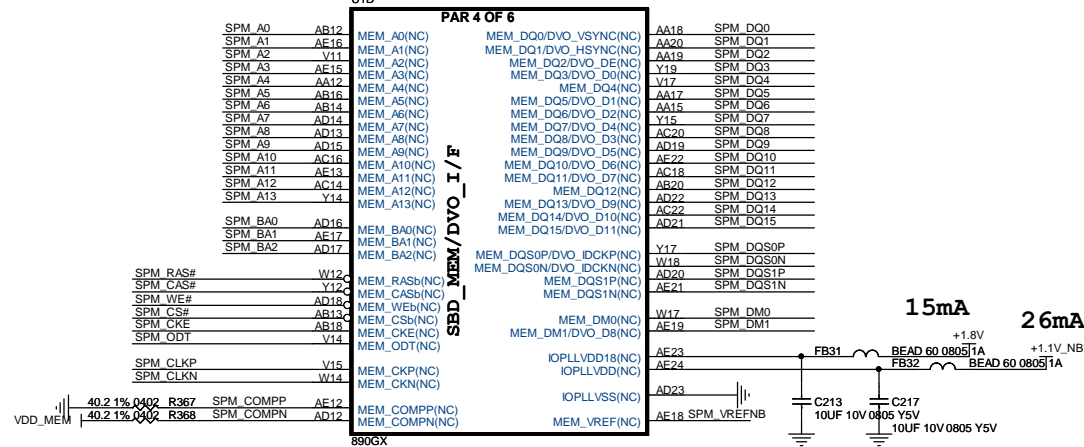 PAR 4 OF 6
SPM_A0 AB12 MEM_A0(NC) MEM_DQ0/DVO_VSYNC(NC) AA18 SPM_DQ0
SPM_A1 AE16 MEM_A1(NC) MEM_DQ1/DVO_HSYNC(NC) AA20 SPM_DQ1
SPM_A2 V11 MEM_A2(NC) MEM_DQ2/DVO_DE(NC) AA19 SPM_DQ2
SPM_A3 AE15 MEM_A3(NC) MEM_DQ3/DVO_D0(NC) Y19 SPM_DQ3
SPM_A4 AA12 MEM_A4(NC) MEM_DQ4(NC) V17 SPM_DQ4
SPM_A5 AB16 MEM_A5(NC) MEM_DQ5/DVO_D1(NC) AA17 SPM_DQ5
SPM_A6 AB14 MEM_A6(NC) MEM_DQ6/DVO_D2(NC) AA15 SPM_DQ6
SPM_A7 AD14 MEM_A7(NC) MEM_DQ7/DVO_D4(NC) Y15 SPM_DQ7
SPM_A8 AD13 MEM_A8(NC) MEM_DQ8/DVO_D3(NC) AC20 SPM_DQ8
SPM_A9 AD15 MEM_A9(NC) MEM_DQ9/DVO_D5(NC) AD19 SPM_DQ9
SPM_A10 AC16 MEM_A10(NC) MEM_DQ10/DVO_D6(NC) AE22 SPM_DQ10
SPM_A11 AE13 MEM_A11(NC) MEM_DQ11/DVO_D7(NC) AC18 SPM_DQ11
SPM_A12 AC14 MEM_A12(NC) MEM_DQ12(NC) AB20 SPM_DQ12
SPM_A13 Y14 MEM_A13(NC) MEM_DQ13/DVO_D9(NC) AD22 SPM_DQ13
MEM_DQ14/DVO_D10(NC) AC22 SPM_DQ14
SPM_BA0 AD16 MEM_BA0(NC) MEM_DQ15/DVO_D11(NC) AD21 SPM_DQ15
SPM_BA1 AE17 MEM_BA1(NC)
SPM_BA2 AD17 MEM_BA2(NC) MEM_DQS0P/DVO_IDCKP(NC) Y17 SPM_DQS0P
MEM_DQS0N/DVO_IDCKN(NC) W18 SPM_DQS0N
SPM_RAS# W12 MEM_RASb(NC) MEM_DQS1P(NC) AD20 SPM_DQS1P
SPM_CAS# Y12 MEM_CASb(NC) MEM_DQS1N(NC) AE21 SPM_DQS1N
SPM_WE# AD18 MEM_WEb(NC)
SPM_CS# AB13 MEM_CSb(NC) MEM_DM0(NC) W17 SPM_DM0
SPM_CKE AB18 MEM_CKE(NC) MEM_DM1/DVO_D8(NC) AE19 SPM_DM1
SPM_ODT V14 MEM_ODT(NC)
SBD_MEM/DVO_I/F
15mA
26mA
+1.8V
+1.1V_NB
IOPLLVDD18(NC) AE23 FB31 BEAD 60 0805 1A
SPM_CLKP V15 MEM_CKP(NC) IOPLLVDD(NC) AE24 FB32 BEAD 60 0805 1A
SPM_CLKN W14 MEM_CKN(NC)
IOPLLVSS(NC) AD23
40.2 1% 0402 R367 SPM_COMPP AE12 MEM_COMPP(NC)
VDD_MEM 40.2 1% 0402 R368 SPM_COMPN AD12 MEM_COMPN(NC) MEM_VREF(NC) AE18 SPM_VREFNB
C213
10UF 10V 0805 Y5V
C217
10UF 10V 0805 Y5V
890GX